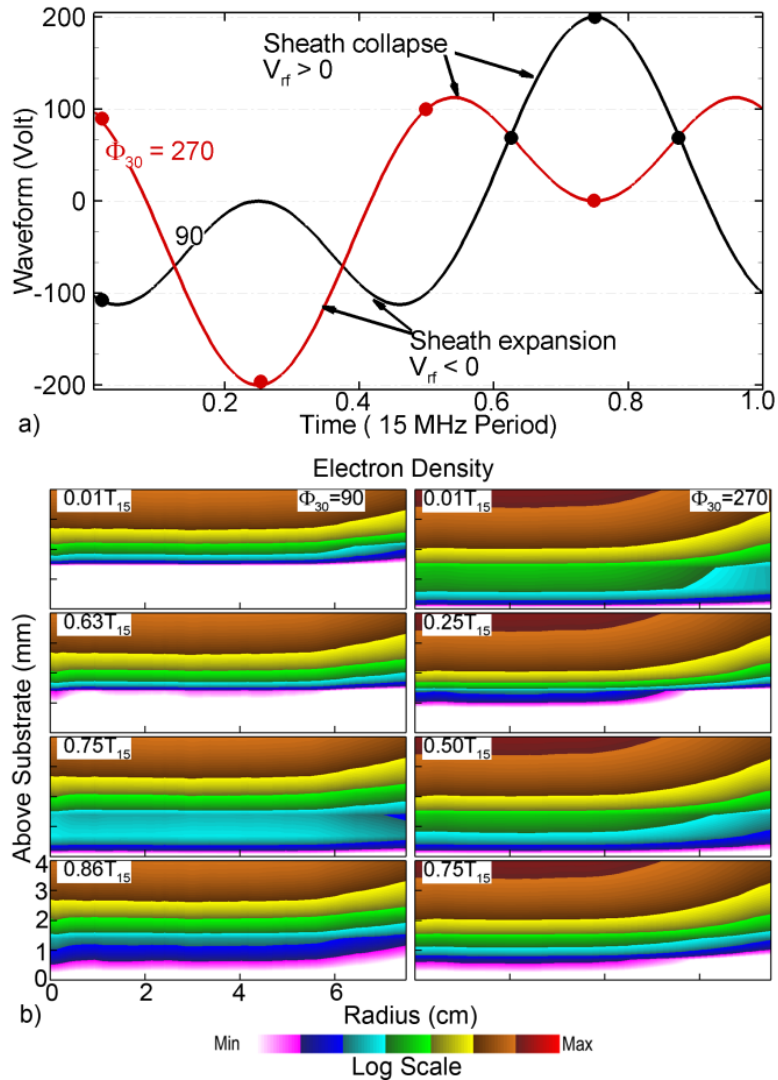 200
Sheath collapse
V_rf > 0
100
Φ_30 = 270
Waveform (Volt)
0
90
-100
Sheath expansion
V_rf < 0
-200
0.2 0.4 0.6 0.8 1.0
a) Time ( 15 MHz Period)
Electron Density
0.01T_15 Φ_30=90 0.01T_15 Φ_30=270
0.63T_15 0.25T_15
0.75T_15 0.50T_15
Above Substrate (mm)
4 0.86T_15 0.75T_15
3
2
1
0
0 2 4 6
b) Radius (cm)
Min Max
Log Scale